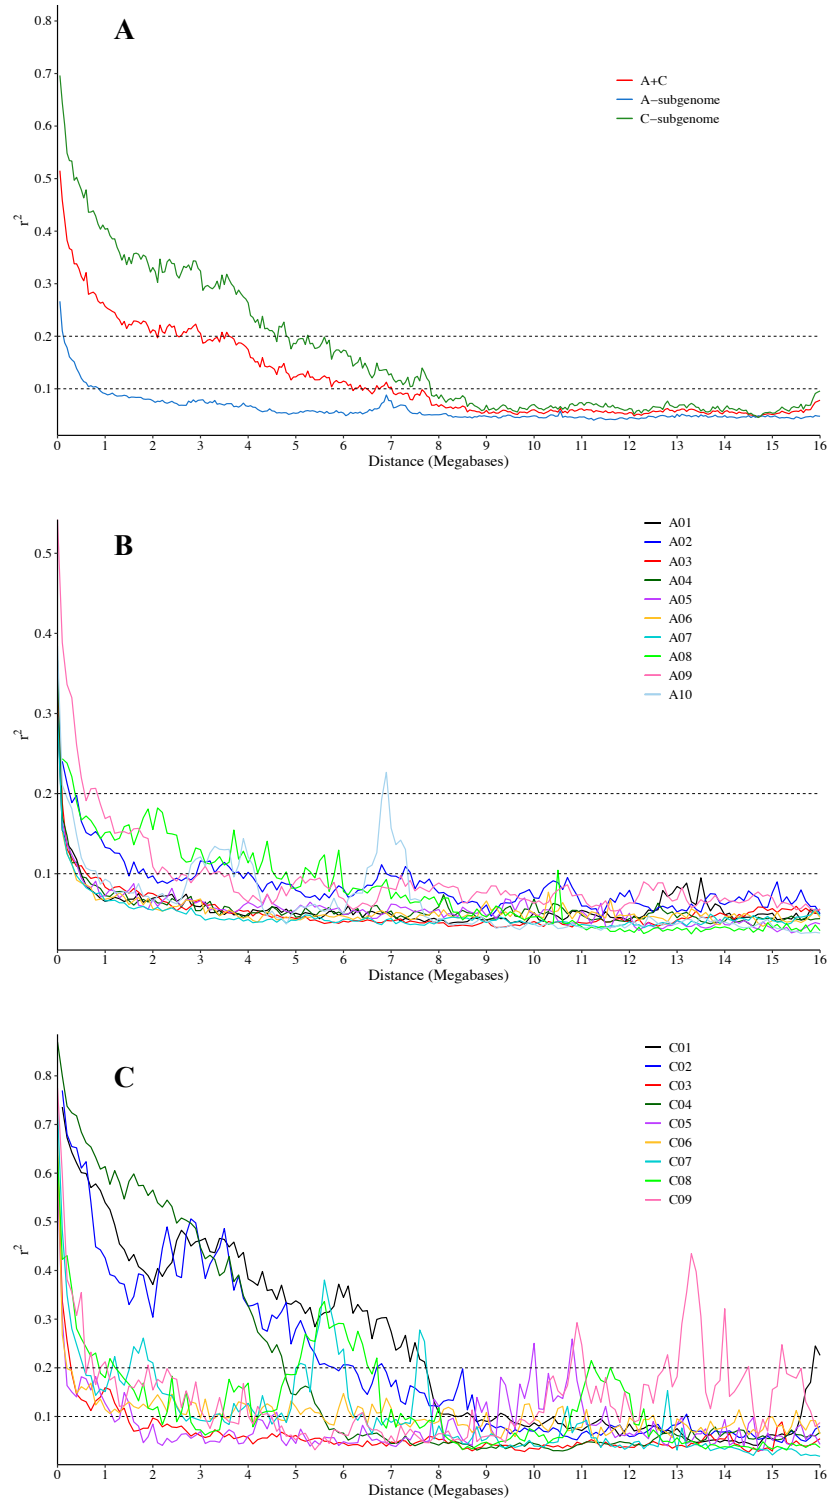 A
0.8
0.7
0.6
0.5
0.4
0.3
0.2
0.1
r2
A+C
A−subgenome
C−subgenome
0 1 2 3 4 5 6 7 8 9 10 11 12 13 14 15 16
Distance (Megabases)
B
0.5
0.4
0.3
0.2
0.1
r2
A01
A02
A03
A04
A05
A06
A07
A08
A09
A10
0 1 2 3 4 5 6 7 8 9 10 11 12 13 14 15 16
Distance (Megabases)
C
0.8
0.7
0.6
0.5
0.4
0.3
0.2
0.1
r2
C01
C02
C03
C04
C05
C06
C07
C08
C09
0 1 2 3 4 5 6 7 8 9 10 11 12 13 14 15 16
Distance (Megabases)